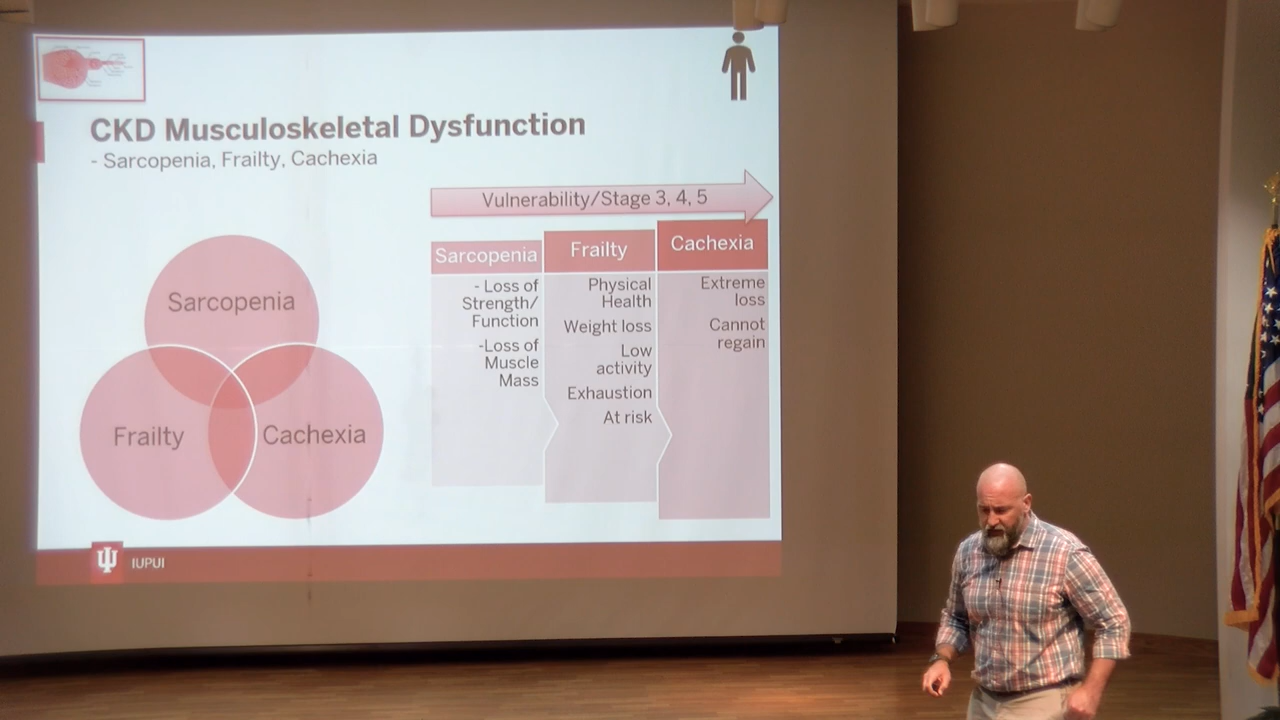 CKD Musculoskeletal Dysfunction
- Sarcopenia, Frailty, Cachexia
Vulnerability/Stage 3, 4, 5
Sarcopenia
- Loss of
Strength/
Function
-Loss of
Muscle
Mass
Frailty
Physical
Health
Weight loss
Low
activity
Exhaustion
At risk
Cachexia
Extreme
loss
Cannot
regain
Sarcopenia
Frailty
Cachexia
IUPUI